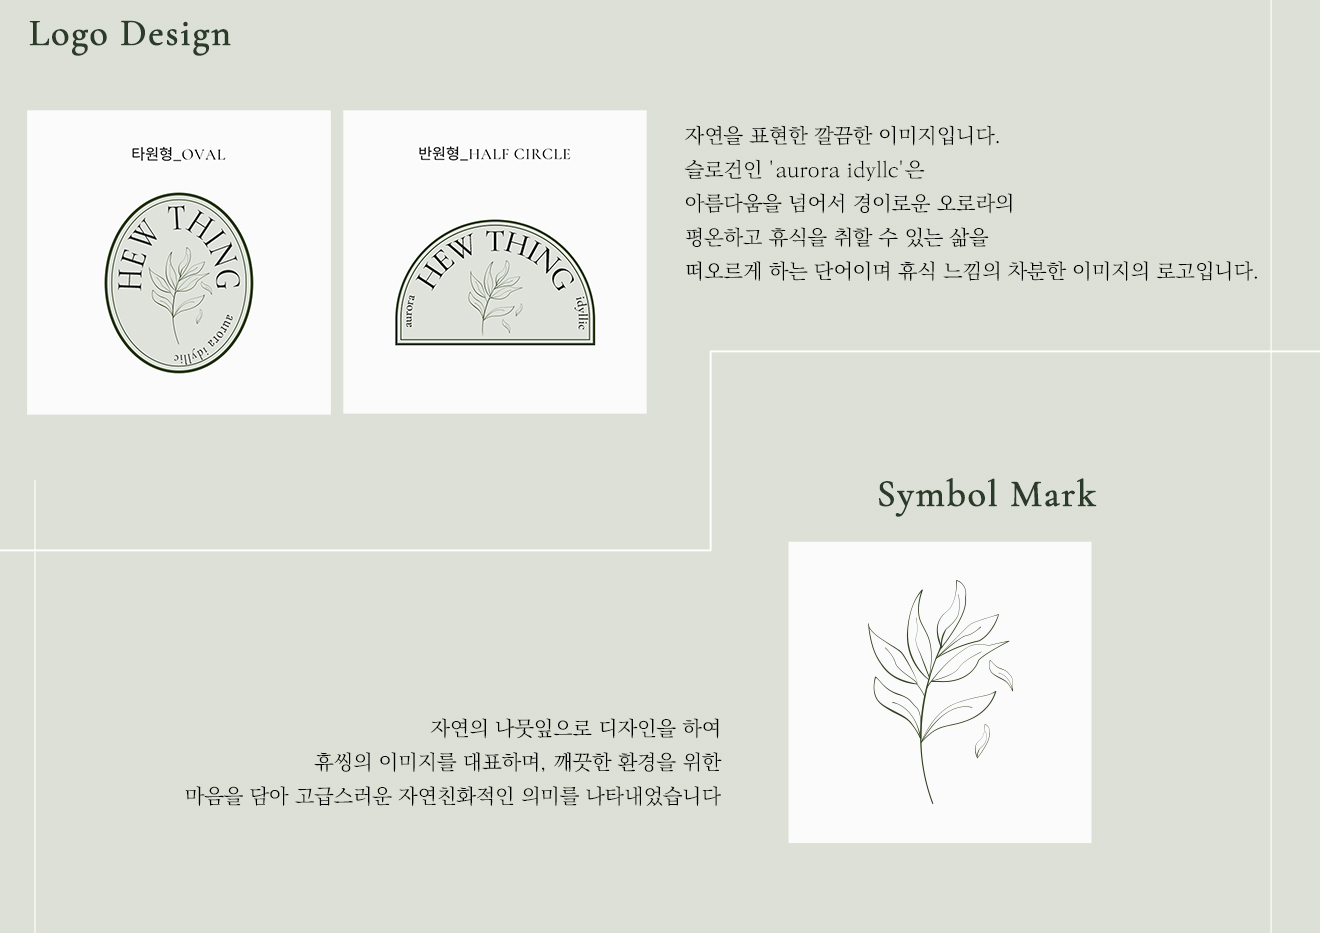 Logo Design
타원형_OVAL
HEW THING
aurora idyllic
반원형_HALF CIRCLE
HEW THING
aurora
idyllic
자연을 표현한 깔끔한 이미지입니다.
슬로건인 'aurora idyllc'은
아름다움을 넘어서 경이로운 오로라의
평온하고 휴식을 취할 수 있는 삶을
떠오르게 하는 단어이며 휴식 느낌의 차분한 이미지의 로고입니다.
Symbol Mark
자연의 나뭇잎으로 디자인을 하여
휴씽의 이미지를 대표하며, 깨끗한 환경을 위한
마음을 담아 고급스러운 자연친화적인 의미를 나타내었습니다